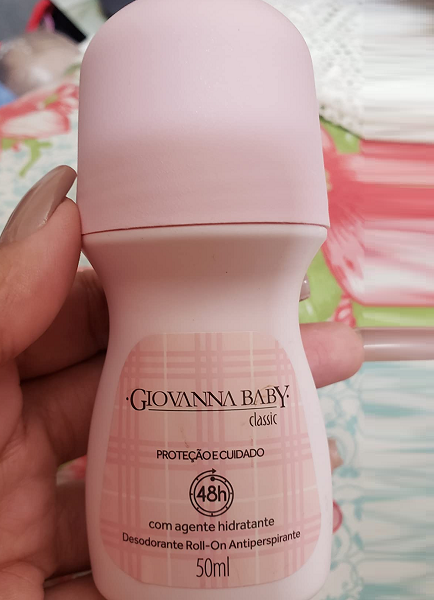 ·GIOVANNA BABY·
classic
PROTEÇÃO E CUIDADO
48h
com agente hidratante
Desodorante Roll-On Antiperspirante
50ml